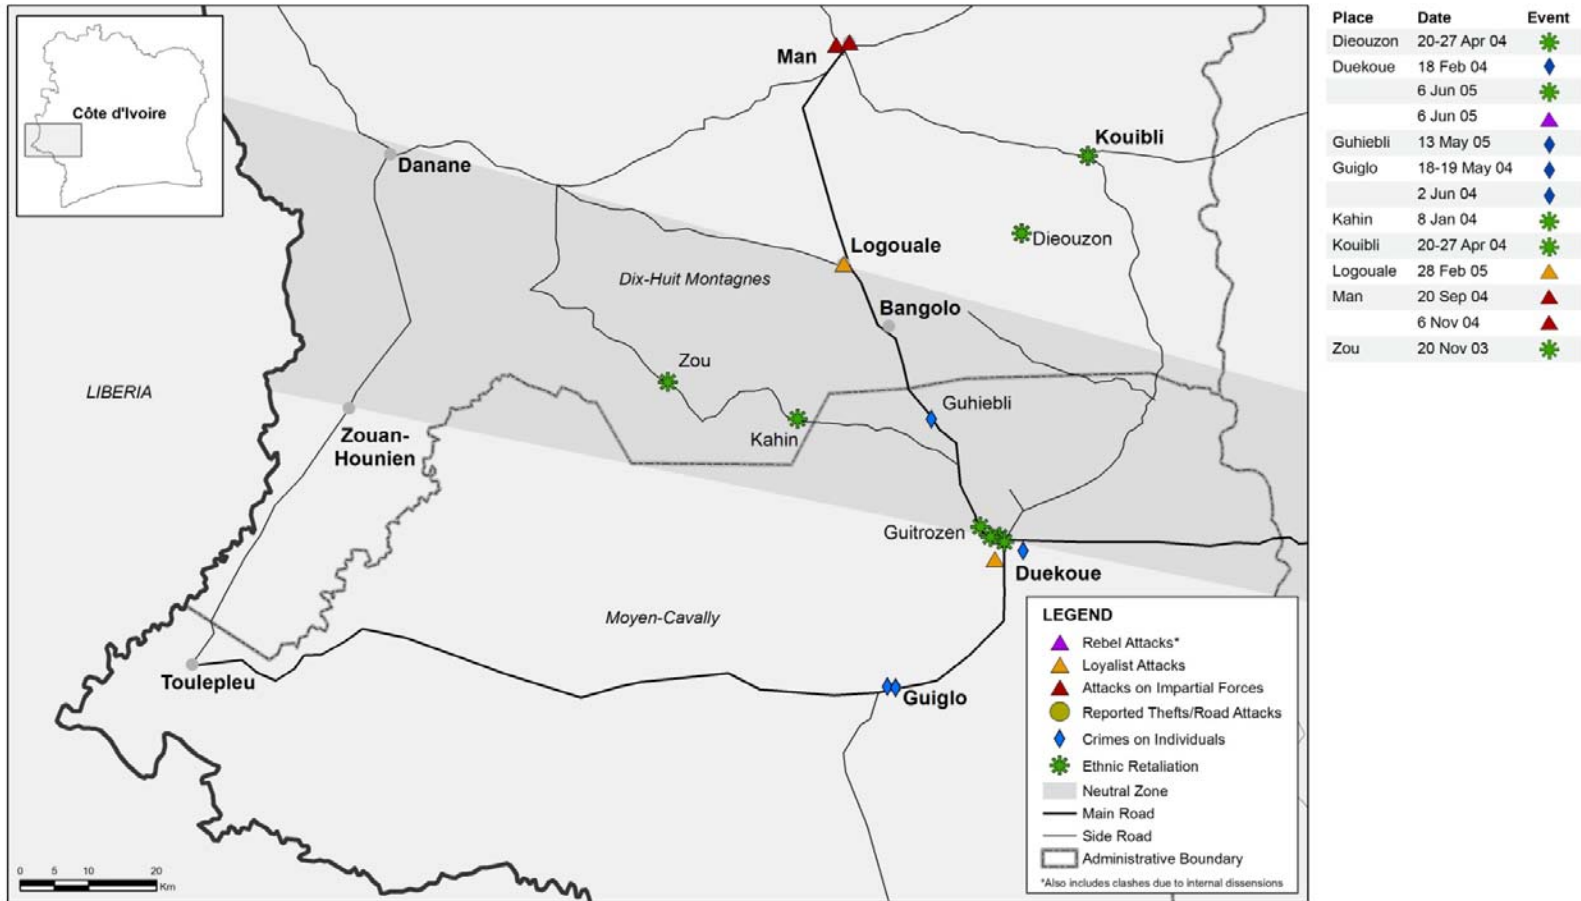 Côte d'Ivoire
Man
Kouibli
Danane
Dieouzon
Logouale
Dix-Huit Montagnes
Bangolo
Zou
LIBERIA
Guhiebli
Kahin
Zouan-
Hounien
Guitrozen
Duekoue
Moyen-Cavally
Toulepleu
Guiglo
0 5 10 20
Km
LEGEND
Rebel Attacks*
Loyalist Attacks
Attacks on Impartial Forces
Reported Thefts/Road Attacks
Crimes on Individuals
Ethnic Retaliation
Neutral Zone
Main Road
Side Road
Administrative Boundary
*Also includes clashes due to internal dissensions
Place Date Event
Dieouzon 20-27 Apr 04
Duekoue 18 Feb 04
6 Jun 05
6 Jun 05
Guhiebli 13 May 05
Guiglo 18-19 May 04
2 Jun 04
Kahin 8 Jan 04
Kouibli 20-27 Apr 04
Logouale 28 Feb 05
Man 20 Sep 04
6 Nov 04
Zou 20 Nov 03